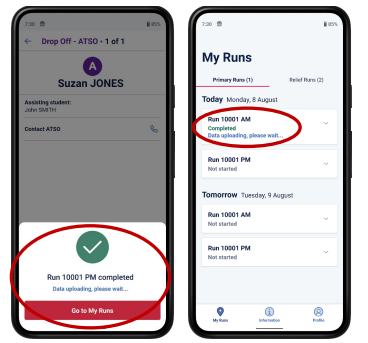 7:30
85%
Drop Off - ATSO - 1 of 1
A
Suzan JONES
Assisting student:
John SMITH
Contact ATSO
Run 10001 PM completed
Data uploading, please wait...
Go to My Runs
7:30
85%
My Runs
Primary Runs (1)
Relief Runs (2)
Today Monday, 8 August
Run 10001 AM
Completed
Data uploading, please wait...
Run 10001 PM
Not started
Tomorrow Tuesday, 9 August
Run 10001 AM
Not started
Run 10001 PM
Not started
My Runs
Information
Profile